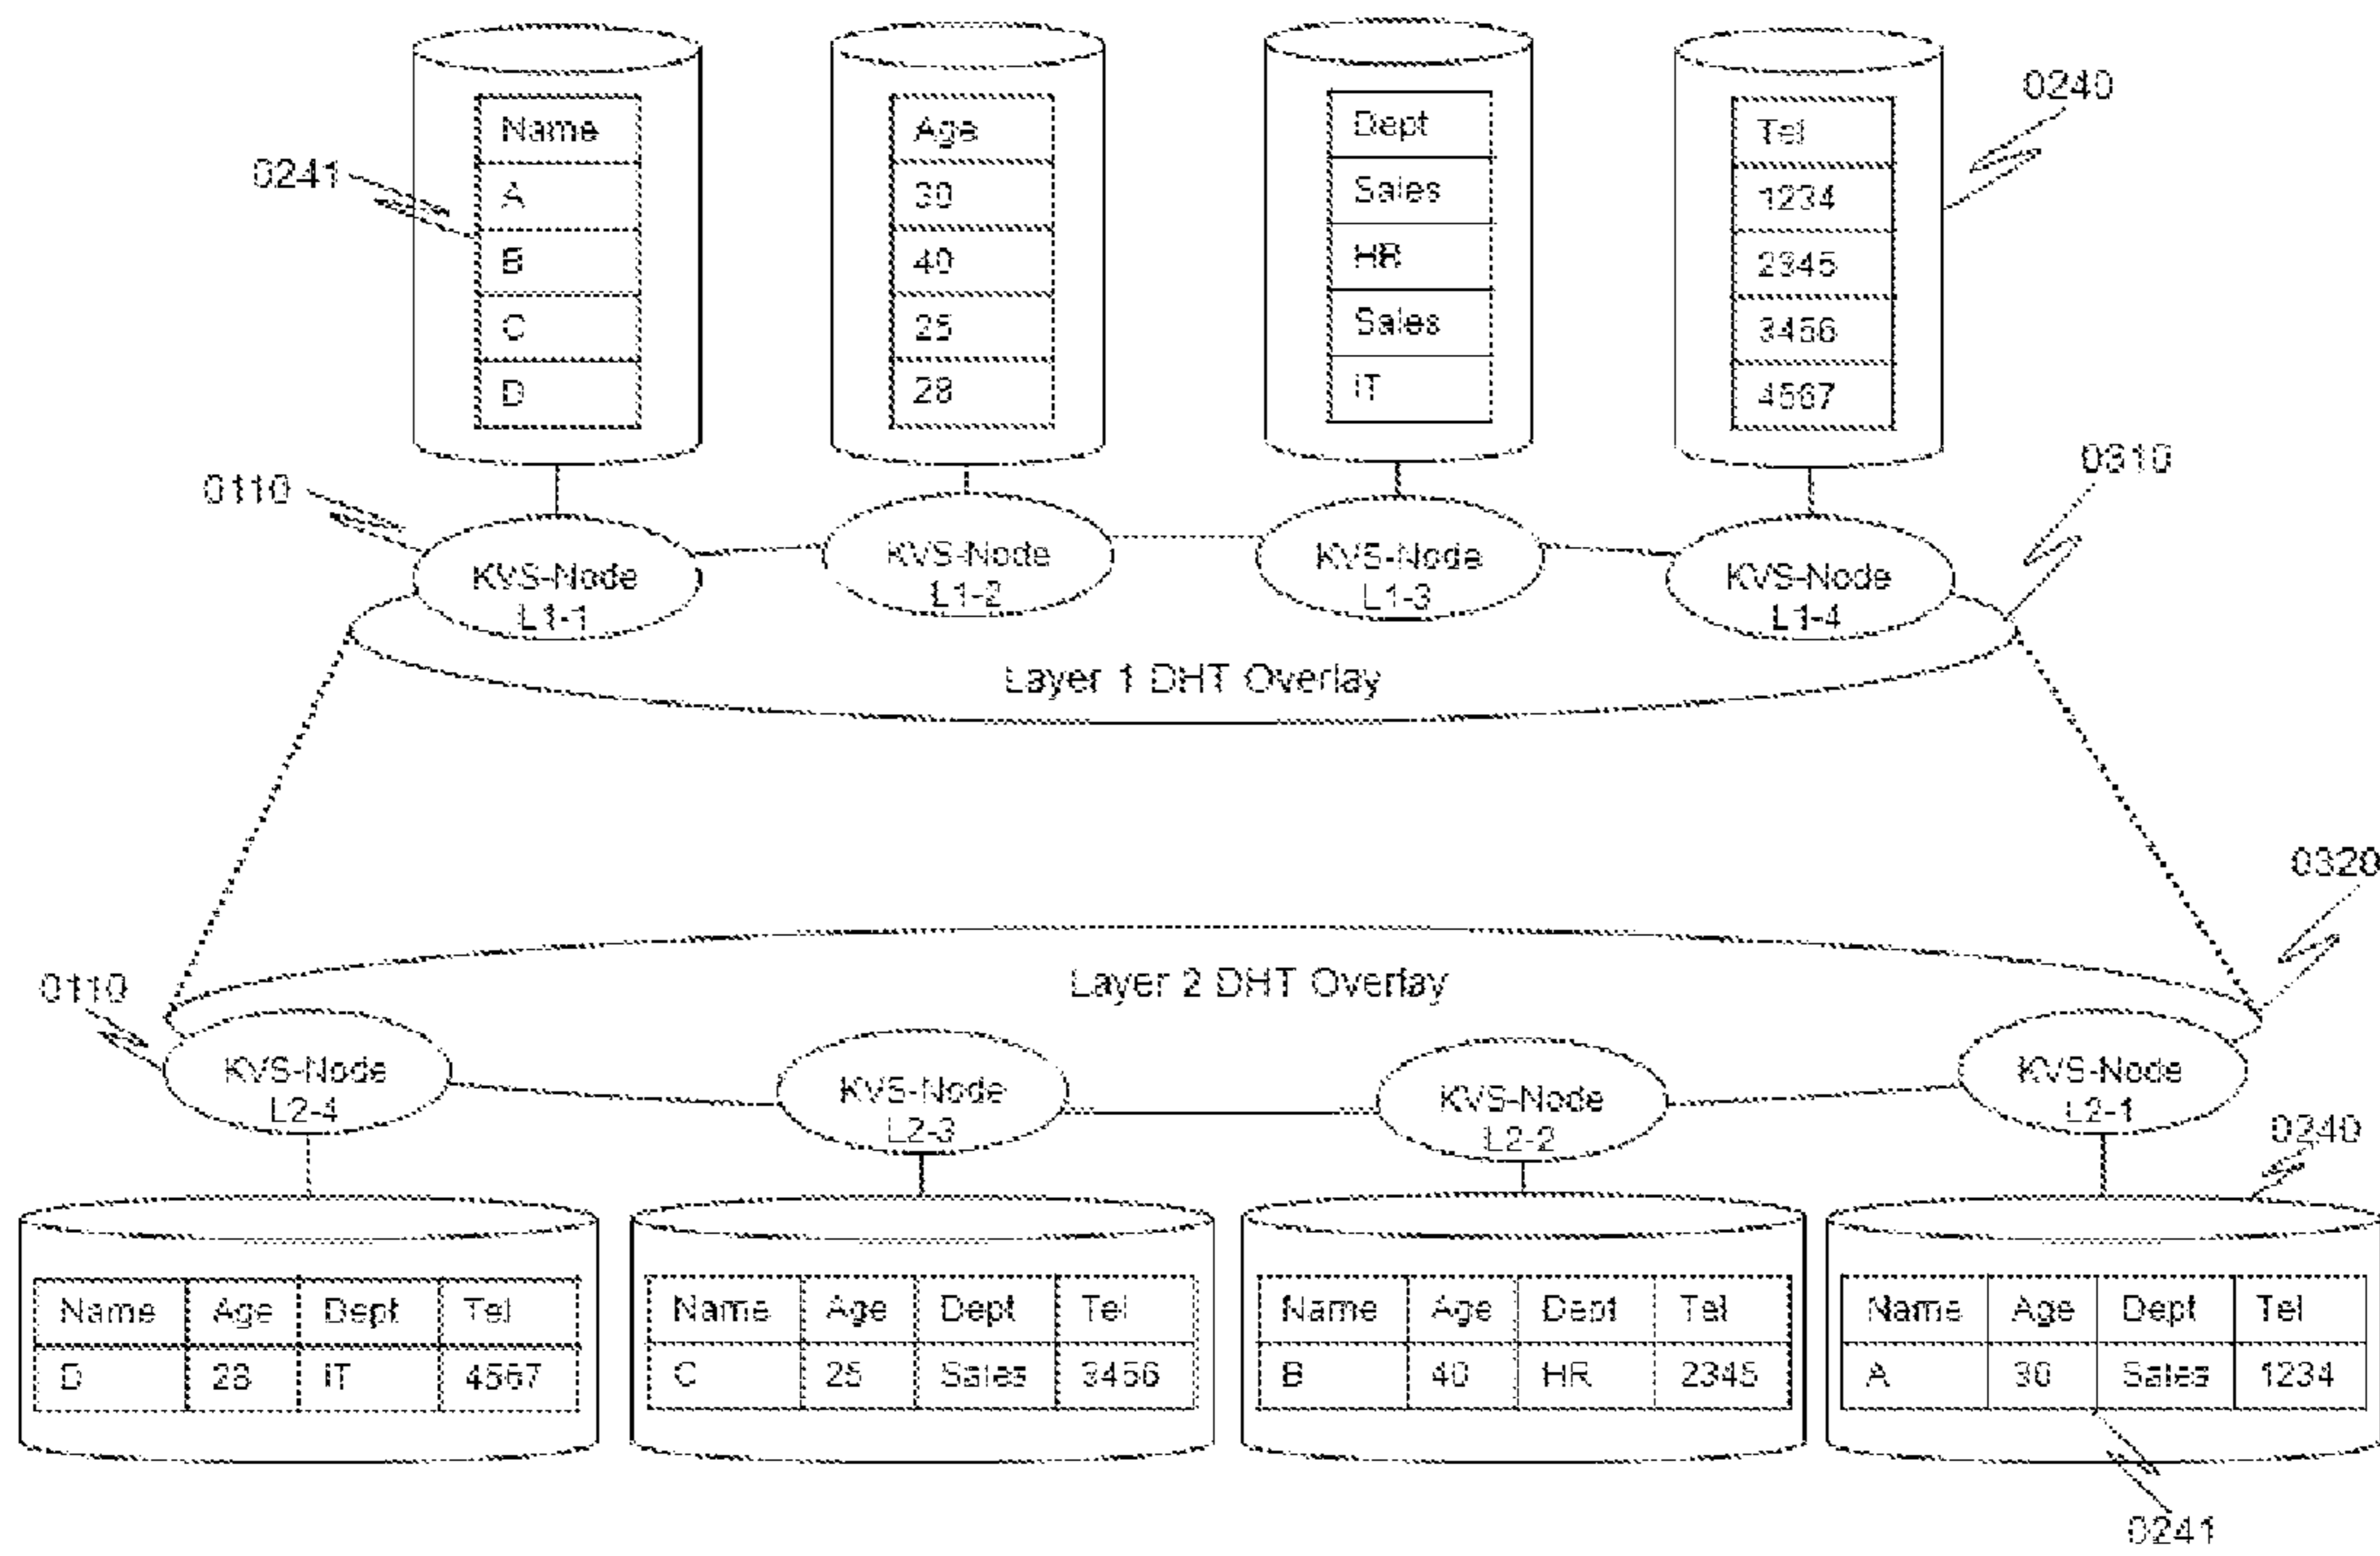 Name Age Dept Tel 0240
0241 A 30 Sales 1234
B 40 HR 2345
C 25 Sales 3456
D 28 IT 4567
0110 0310
KVS-Node L1-1
KVS-Node L1-2
KVS-Node L1-3
KVS-Node L1-4
Layer 1 DHT Overlay
0320
Layer 2 DHT Overlay
0110
KVS-Node L2-4
KVS-Node L2-3
KVS-Node L2-2
KVS-Node L2-1
0240
Name Age Dept Tel
D 28 IT 4567
Name Age Dept Tel
C 25 Sales 3456
Name Age Dept Tel
B 40 HR 2345
Name Age Dept Tel
A 30 Sales 1234
0241